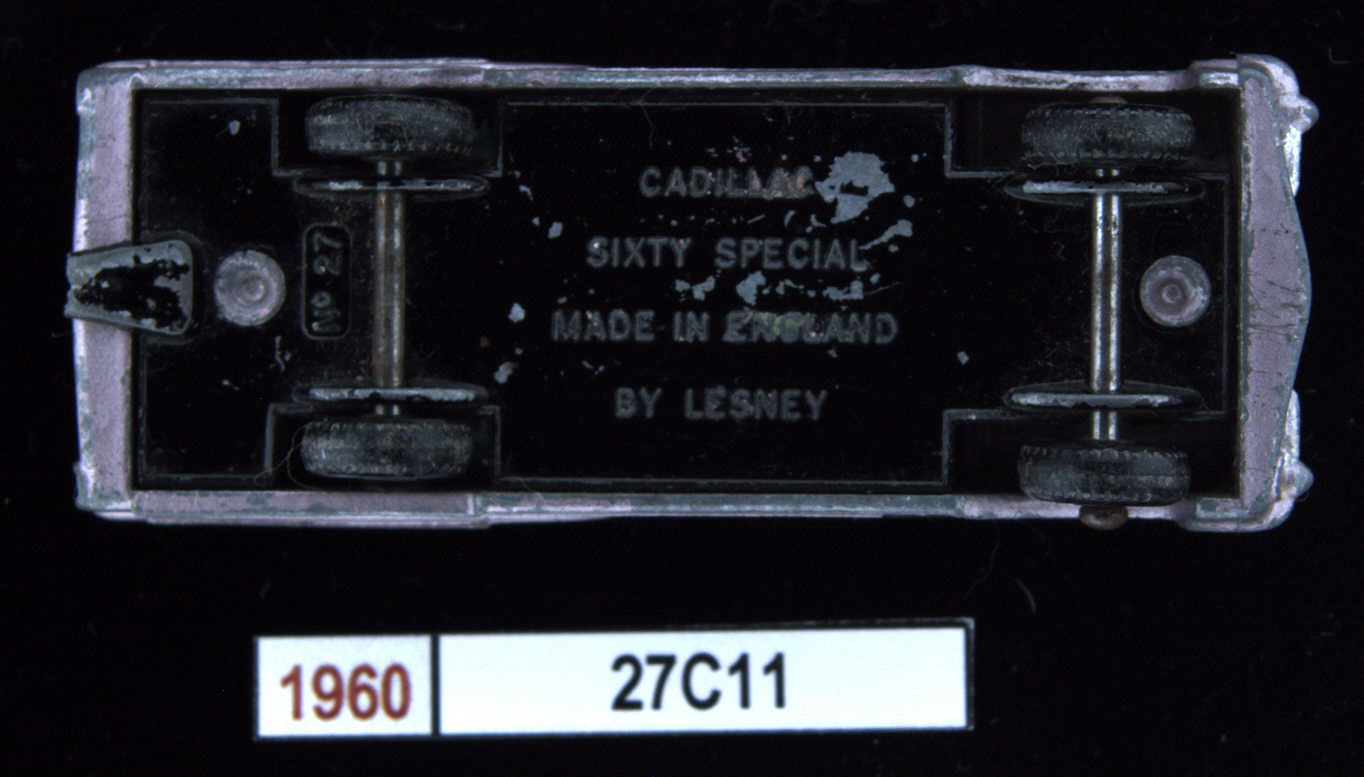 CADILLAC
SIXTY SPECIAL
MADE IN ENGLAND
BY LESNEY
No 27
1960
27C11